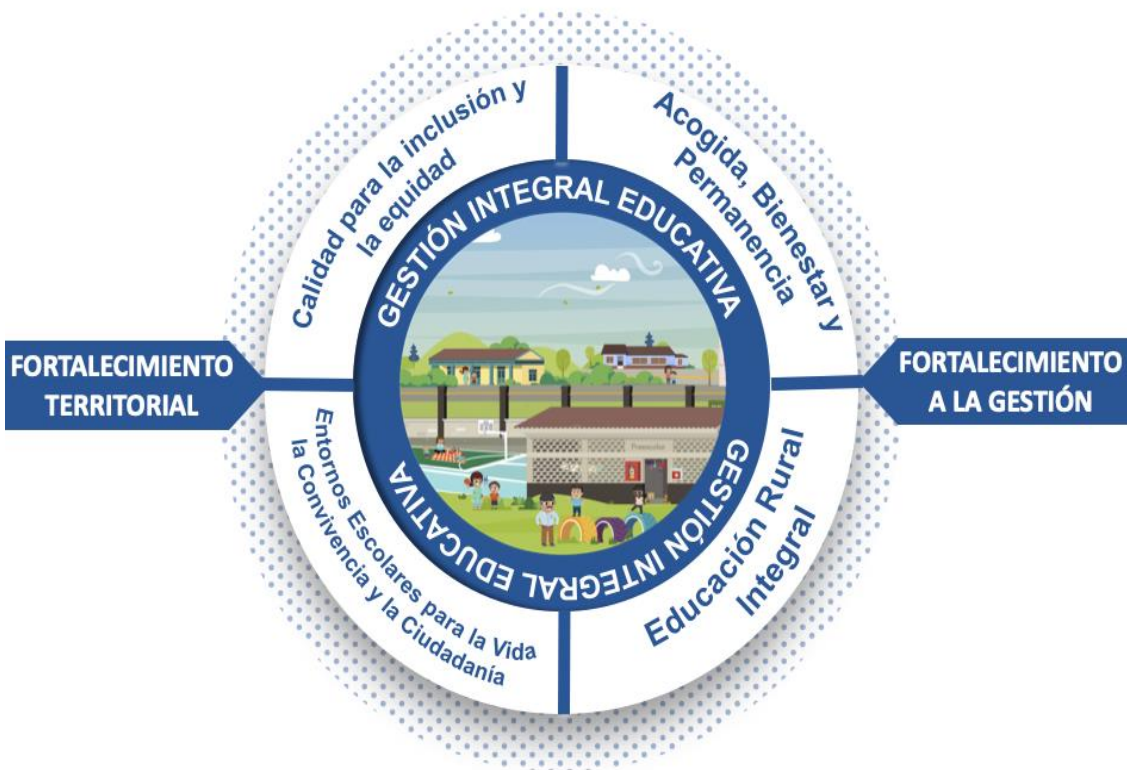 Calidad para la inclusión y
la equidad
Acogida, Bienestar y
Permanencia
GESTIÓN INTEGRAL EDUCATIVA
FORTALECIMIENTO
TERRITORIAL
FORTALECIMIENTO
A LA GESTIÓN
Entornos Escolares para la Vida
la Convivencia y la Ciudadanía
Educación Rural
Integral
GESTIÓN INTEGRAL EDUCATIVA